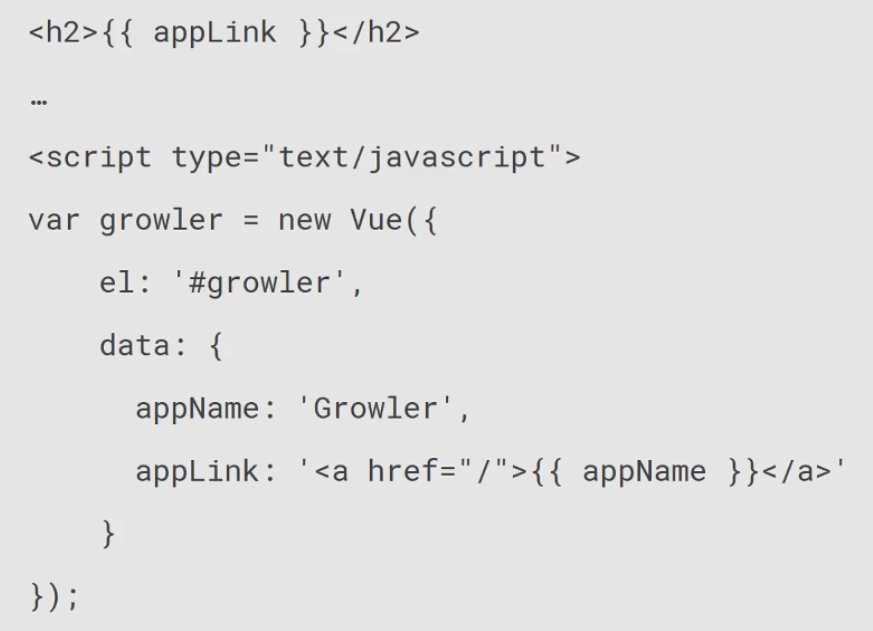 <h2>{{ appLink }}</h2>
…
<script type="text/javascript">
var growler = new Vue({
    el: '#growler',
    data: {
      appName: 'Growler',
      appLink: '<a href="/">{{ appName }}</a>'
    }
});